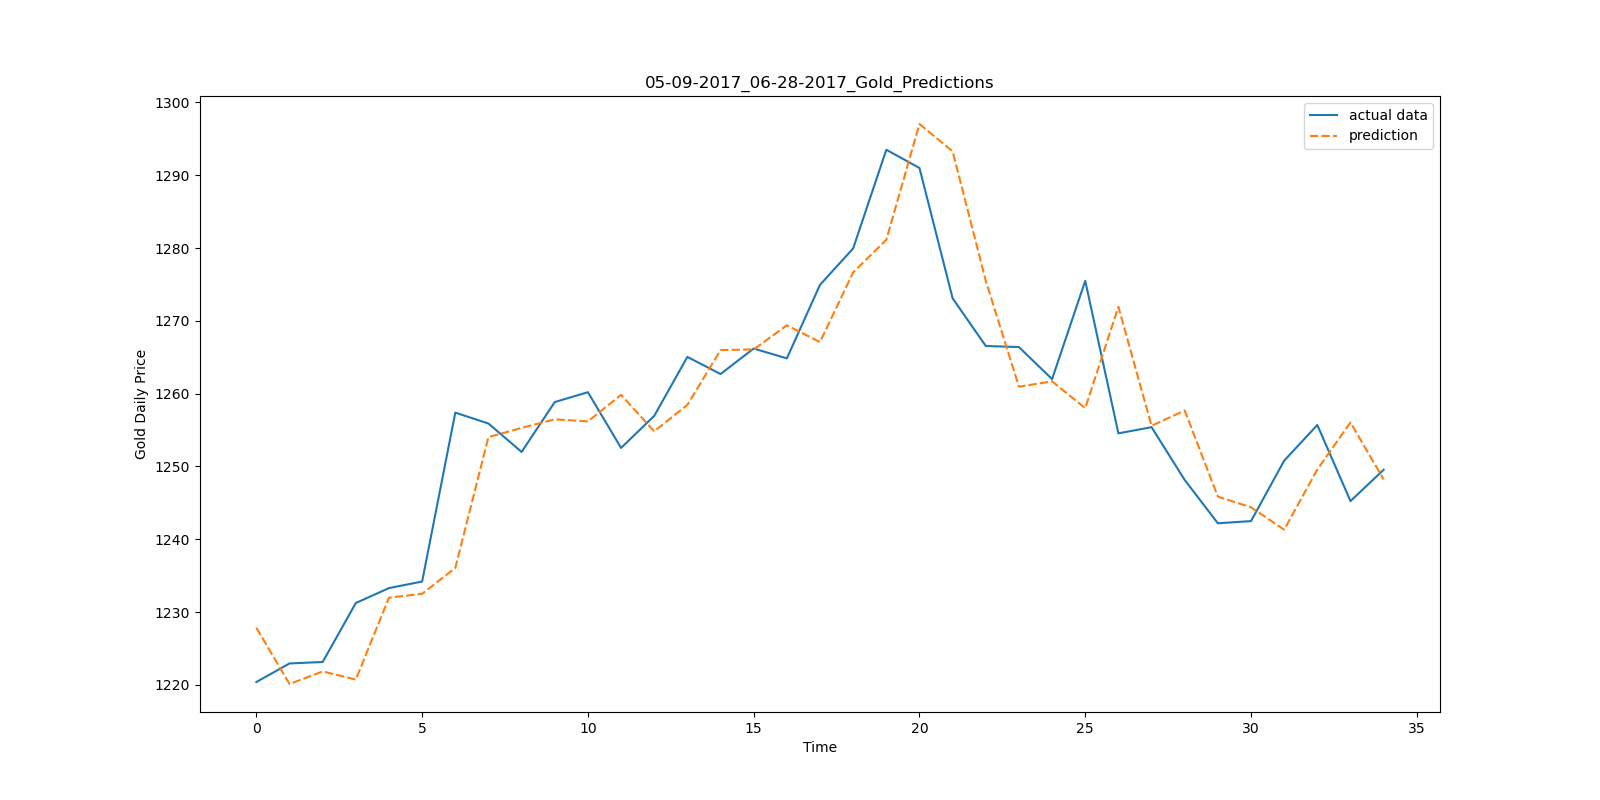 05-09-2017_06-28-2017_Gold_Predictions
actual data
prediction
1300
1290
1280
1270
1260
1250
1240
1230
1220
Gold Daily Price
0 5 10 15 20 25 30 35
Time